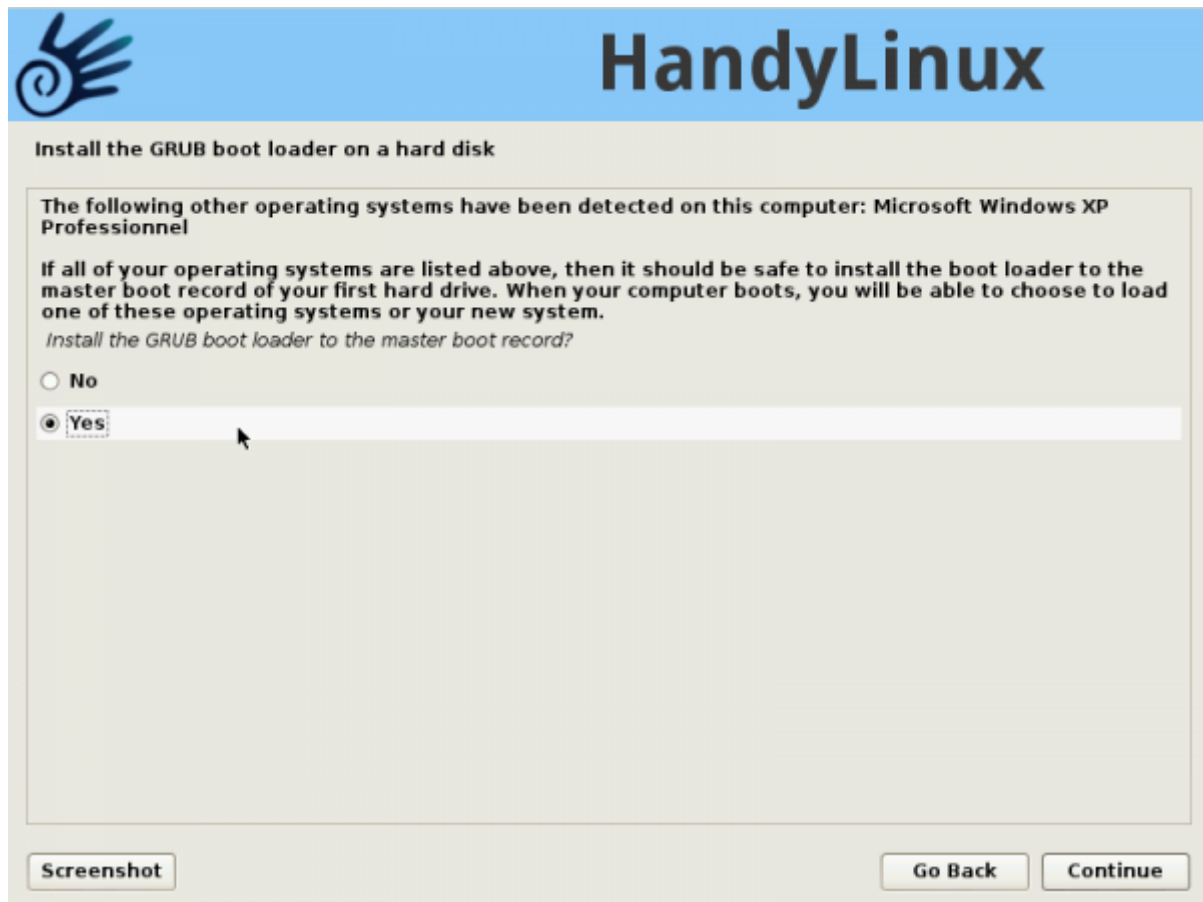 HandyLinux
Install the GRUB boot loader on a hard disk
The following other operating systems have been detected on this computer: Microsoft Windows XP
Professionnel
If all of your operating systems are listed above, then it should be safe to install the boot loader to the
master boot record of your first hard drive. When your computer boots, you will be able to choose to load
one of these operating systems or your new system.
Install the GRUB boot loader to the master boot record?
No
Yes
Screenshot
Go Back
Continue